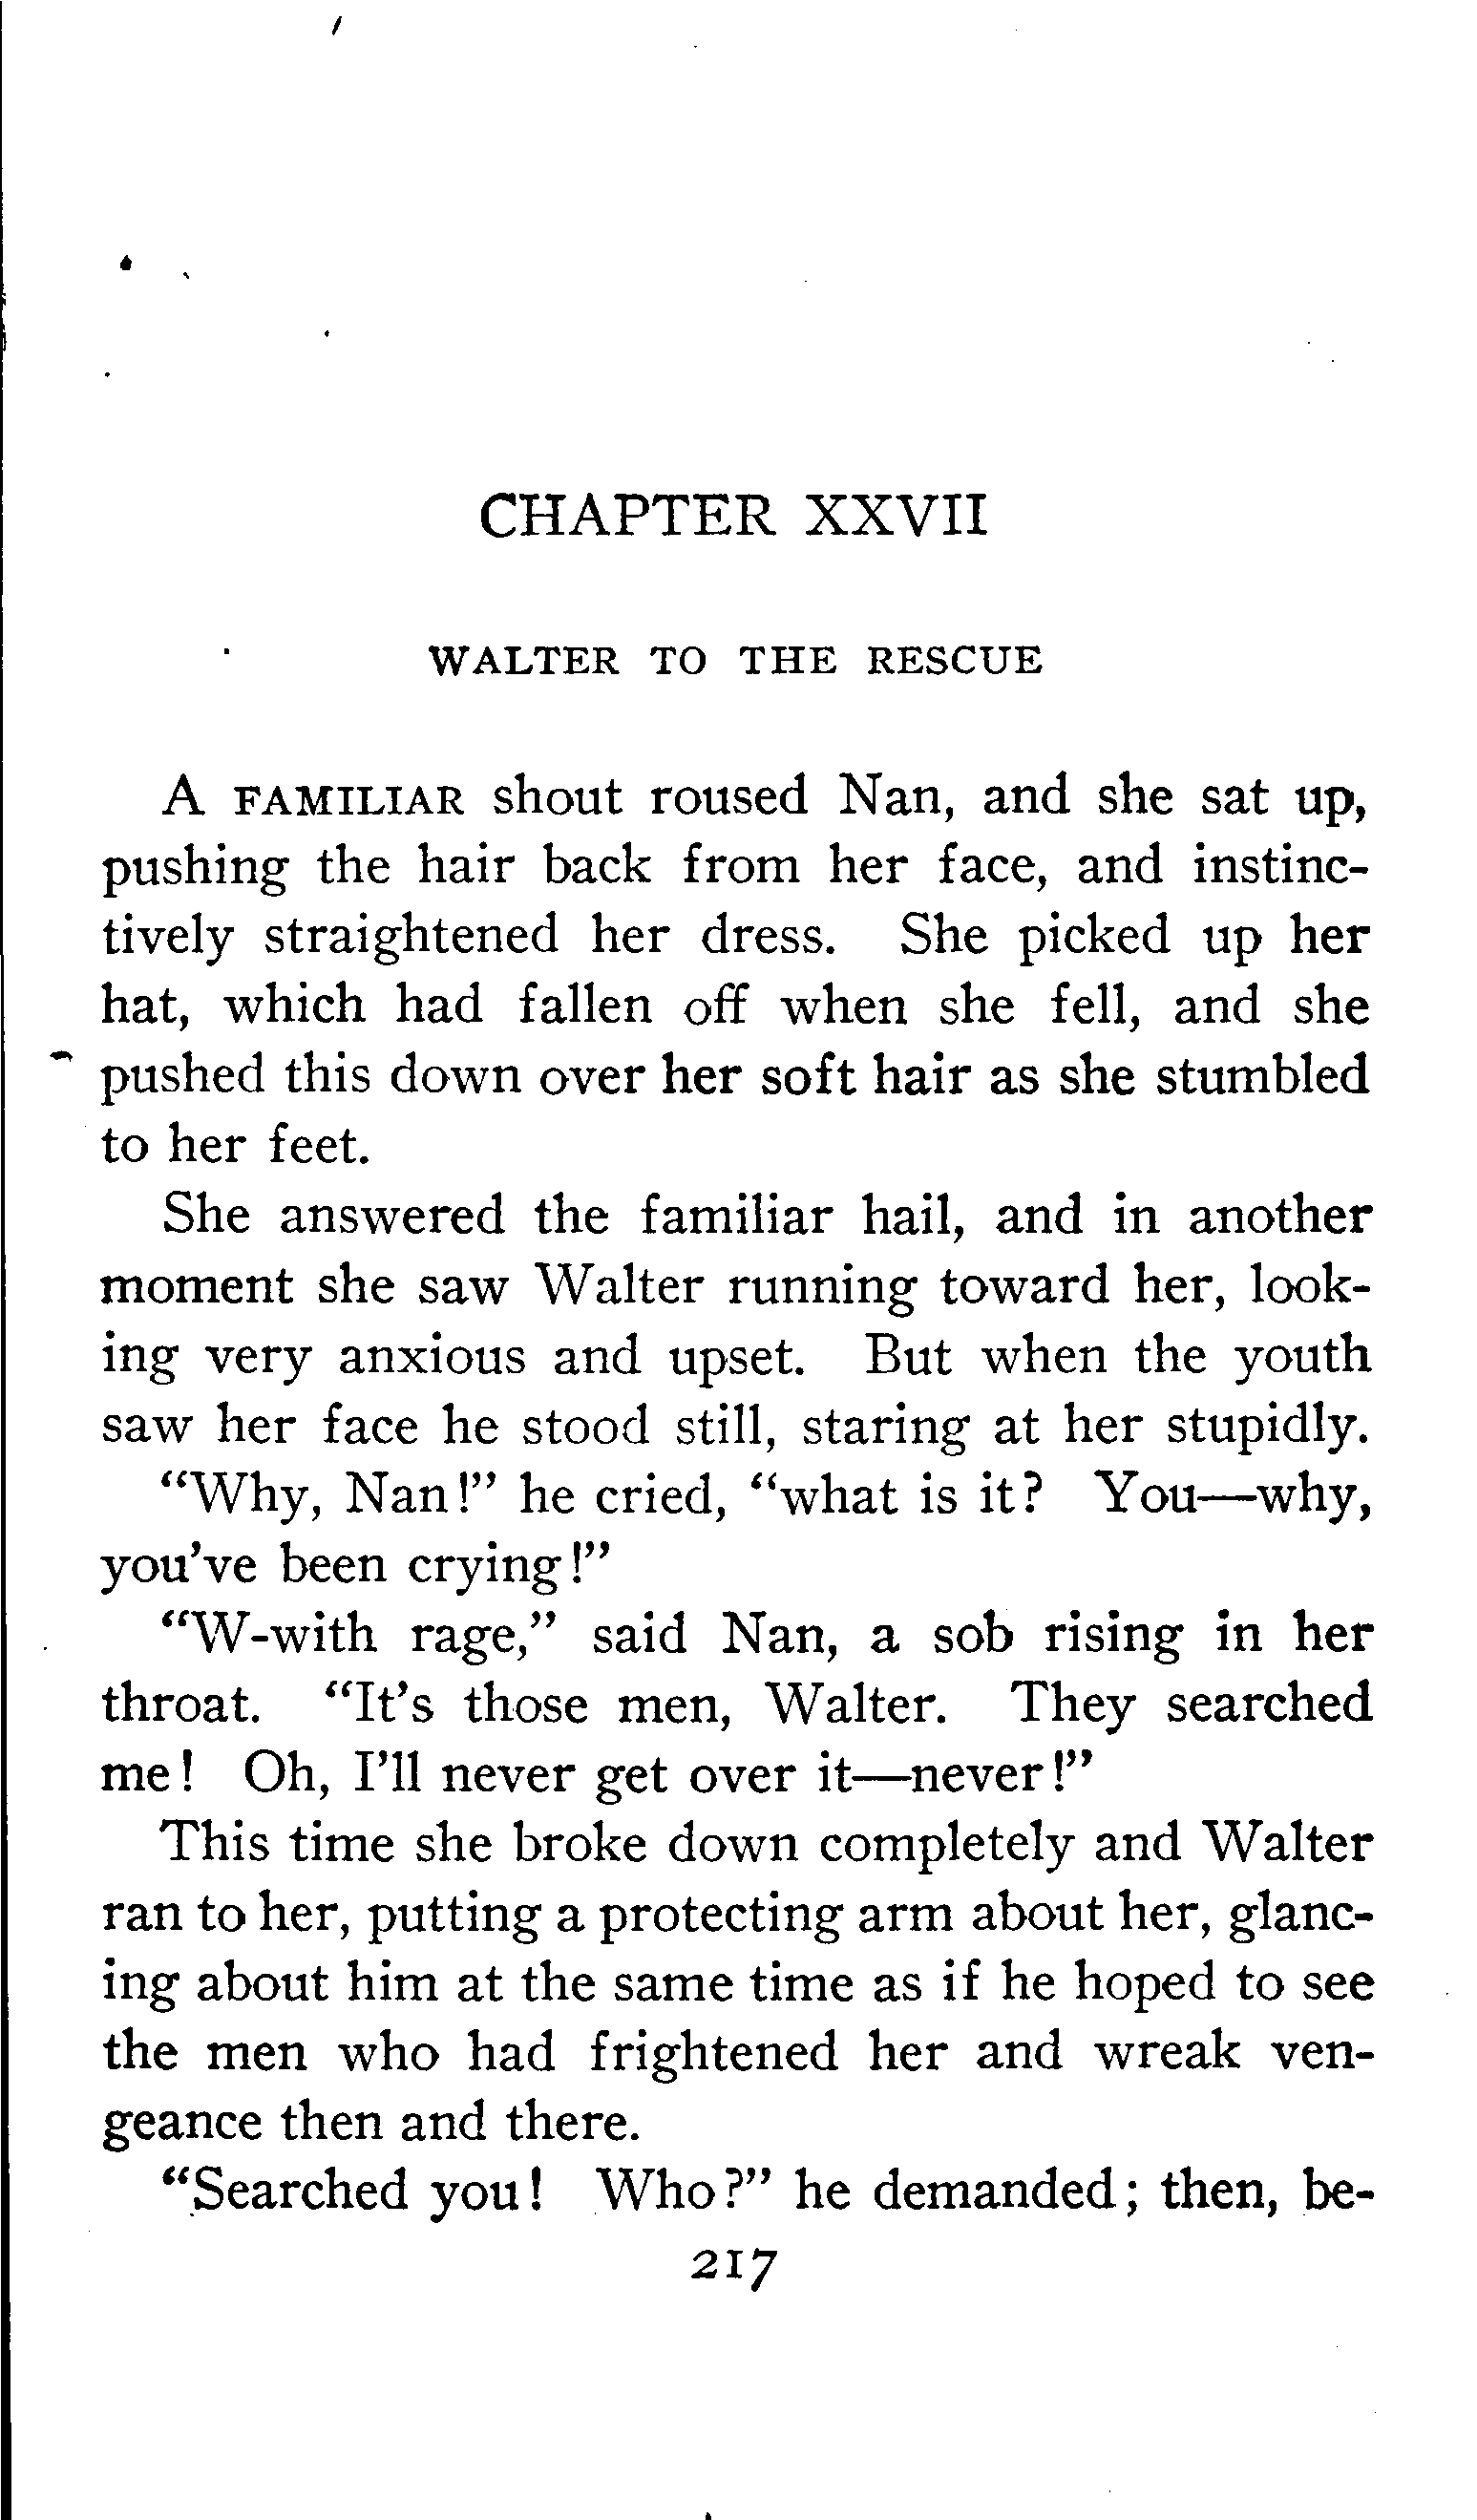 CHAPTER XXVII
WALTER TO THE RESCUE
A FAMILIAR shout roused Nan, and she sat up,
pushing the hair back from her face, and instinc-
tively straightened her dress. She picked up her
hat, which had fallen off when she fell, and she
pushed this down over her soft hair as she stumbled
to her feet.
She answered the familiar hail, and in another
moment she saw Walter running toward her, look-
ing very anxious and upset. But when the youth
saw her face he stood still, staring at her stupidly.
"Why, Nan!" he cried, "what is it? You—why,
you've been crying!"
"W-with rage," said Nan, a sob rising in her
throat. "It's those men, Walter. They searched
me! Oh, I'll never get over it—never!"
This time she broke down completely and Walter
ran to her, putting a protecting arm about her, glanc-
ing about him at the same time as if he hoped to see
the men who had frightened her and wreak ven-
geance then and there.
"Searched you! Who?" he demanded; then, be-
217